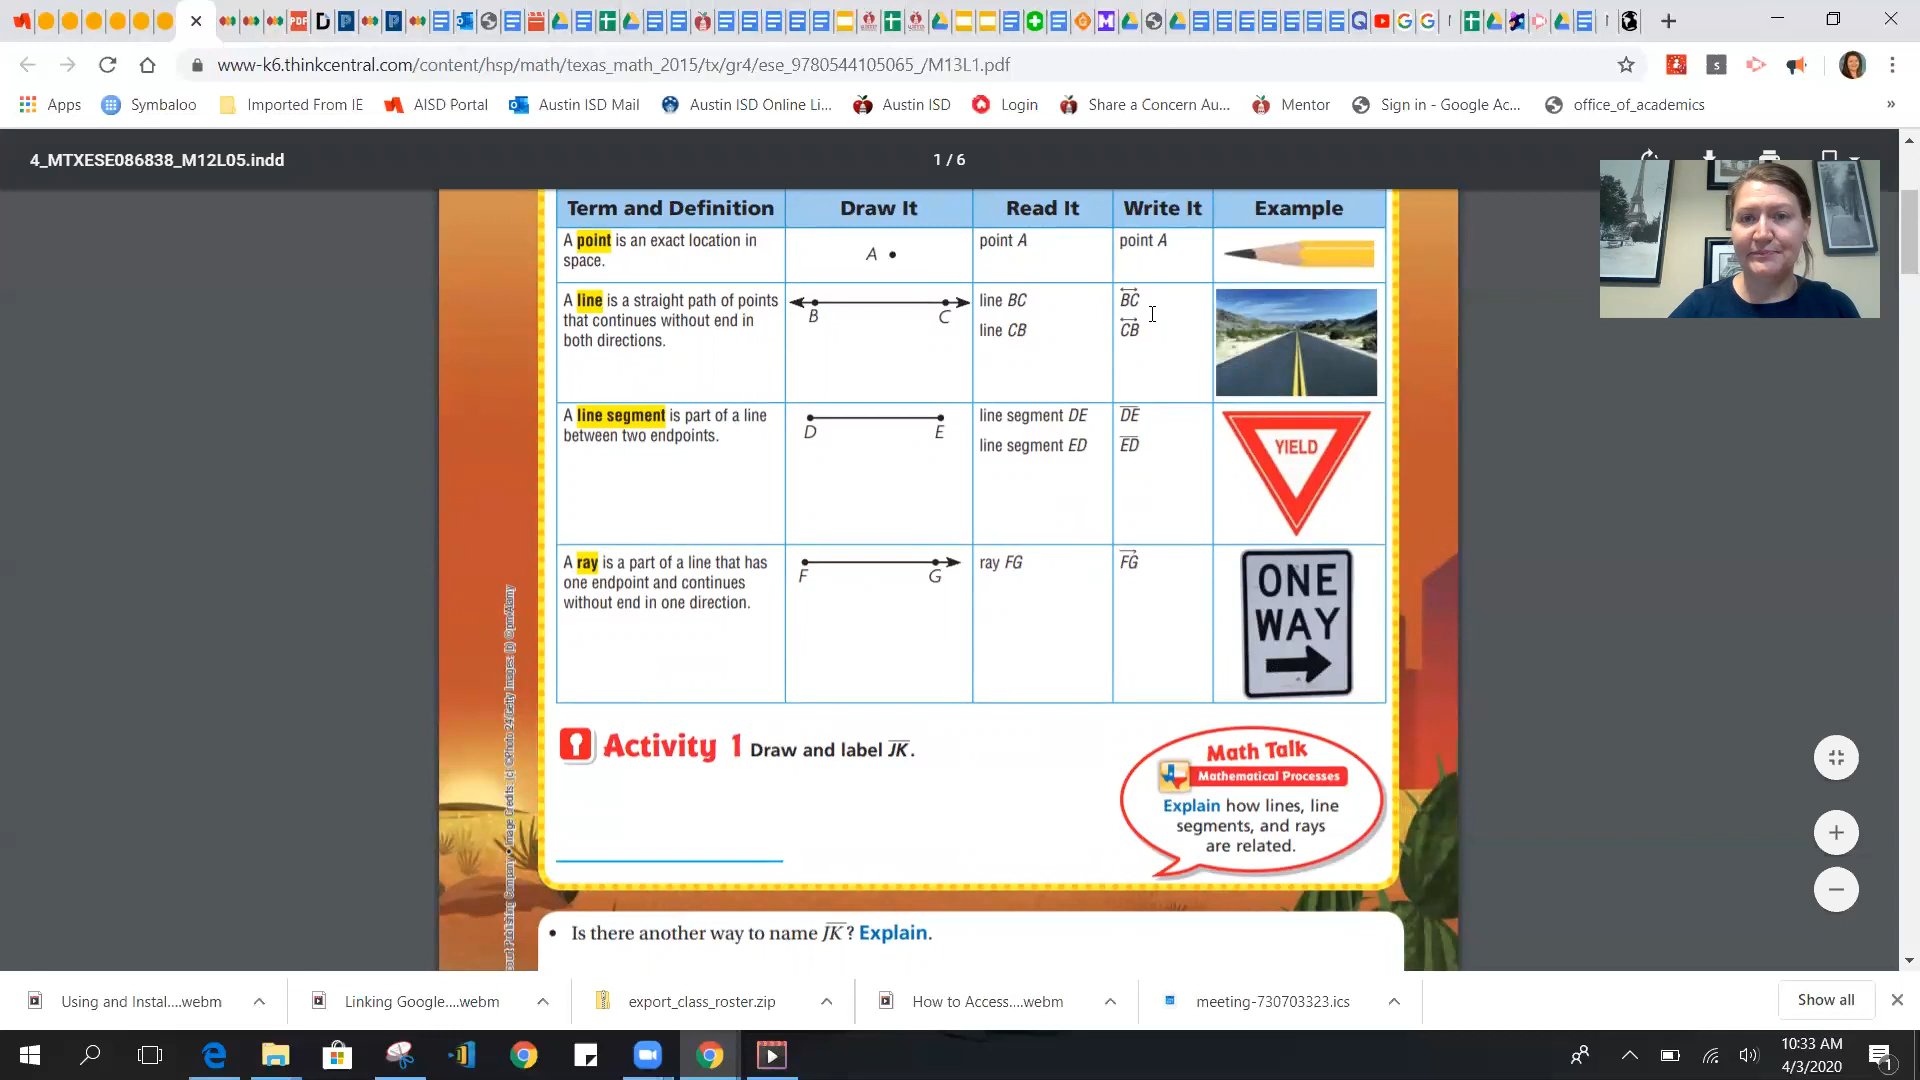 www-k6.thinkcentral.com/content/hsp/math/texas_math_2015/tx/gr4/ese_9780544105065_/M13L1.pdf
Apps Symbaloo Imported From IE AISD Portal Austin ISD Mail Austin ISD Online Li... Austin ISD Login Share a Concern Au... Mentor Sign in - Google Ac... office_of_academics »
4_MTXESE086838_M12L05.indd 1 / 6
Term and Definition Draw It Read It Write It Example
A point is an exact location in
space.
A
point A
point A
A line is a straight path of points
that continues without end in
both directions.
B C
line BC
line CB
BC
CB
A line segment is part of a line
between two endpoints.
D E
line segment DE
line segment ED
DE
ED
YIELD
A ray is a part of a line that has
one endpoint and continues
without end in one direction.
F G
ray FG
FG
ONE
WAY
Activity 1 Draw and label JK.
Math Talk
Mathematical Processes
Explain how lines, line
segments, and rays
are related.
• Is there another way to name JK? Explain.
Using and Instal....webm Linking Google....webm export_class_roster.zip How to Access....webm meeting-730703323.ics Show all
10:33 AM
4/3/2020
1